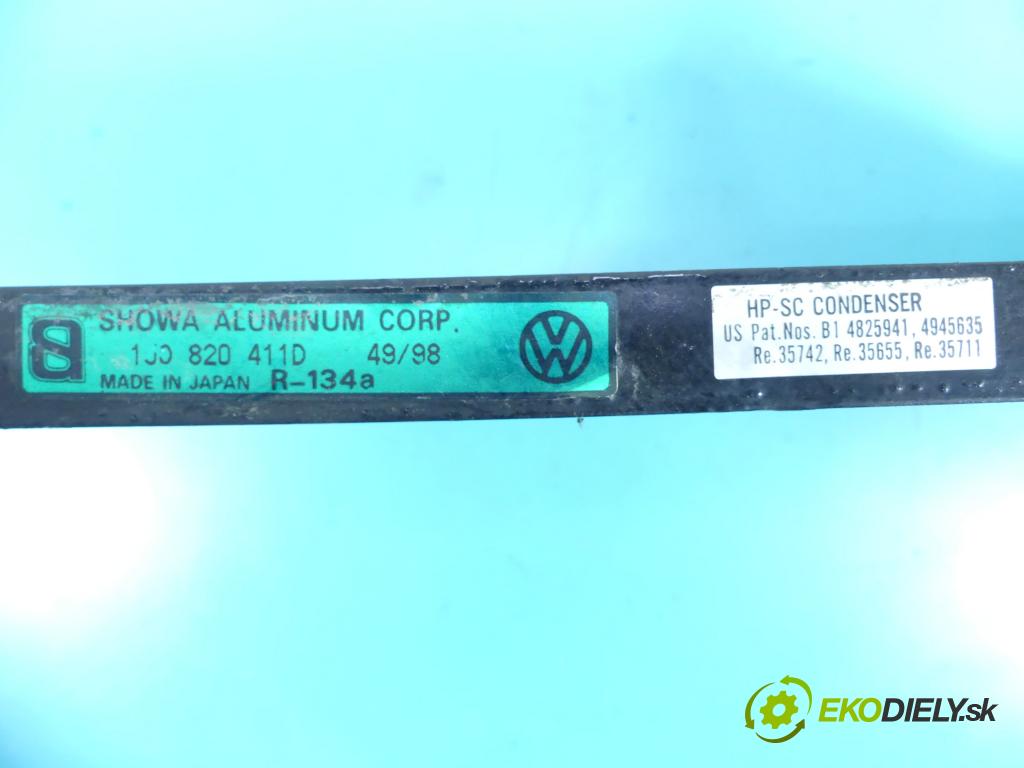 SHOWA ALUMINUM CORP.
1J0 820 411D 49/98
MADE IN JAPAN R-134a
HP-SC CONDENSER
US Pat.Nos. B1 4825941, 4945635
Re.35742, Re.35655, Re.35711
EKODIELY.sk